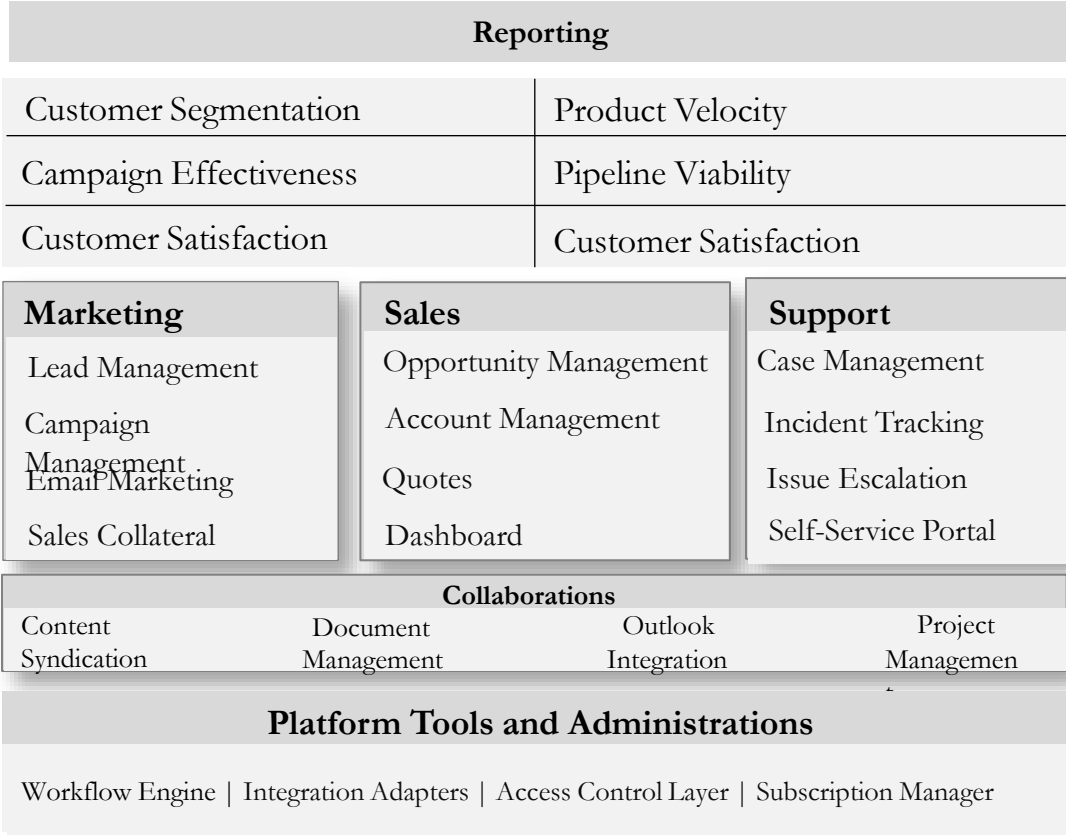 Reporting
Customer Segmentation
Product Velocity
Campaign Effectiveness
Pipeline Viability
Customer Satisfaction
Customer Satisfaction
Marketing
Lead Management
Campaign
Management
Email Marketing
Sales Collateral
Sales
Opportunity Management
Account Management
Quotes
Dashboard
Support
Case Management
Incident Tracking
Issue Escalation
Self-Service Portal
Collaborations
Content
Syndication
Document
Management
Outlook
Integration
Project
Managemen
Platform Tools and Administrations
Workflow Engine | Integration Adapters | Access Control Layer | Subscription Manager